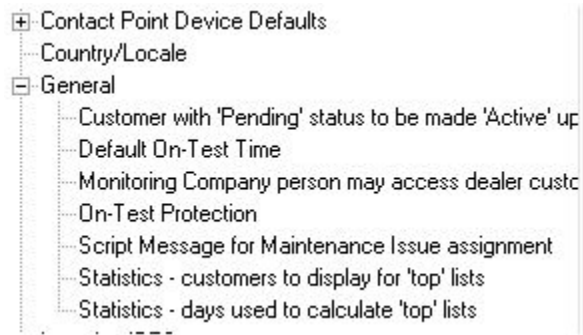 Contact Point Device Defaults
Country/Locale
General
Customer with 'Pending' status to be made 'Active' up
Default On-Test Time
Monitoring Company person may access dealer custo
On-Test Protection
Script Message for Maintenance Issue assignment
Statistics - customers to display for 'top' lists
Statistics - days used to calculate 'top' lists